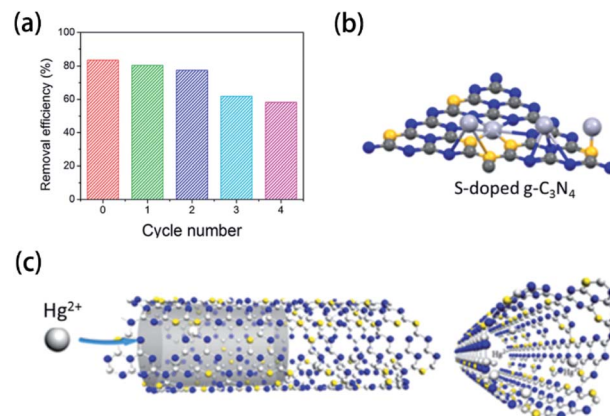 (a)
100
80
60
40
20
0
Removal efficiency (%)
0 1 2 3 4
Cycle number
(b)
S-doped g-C₃N₄
(c)
Hg²⁺